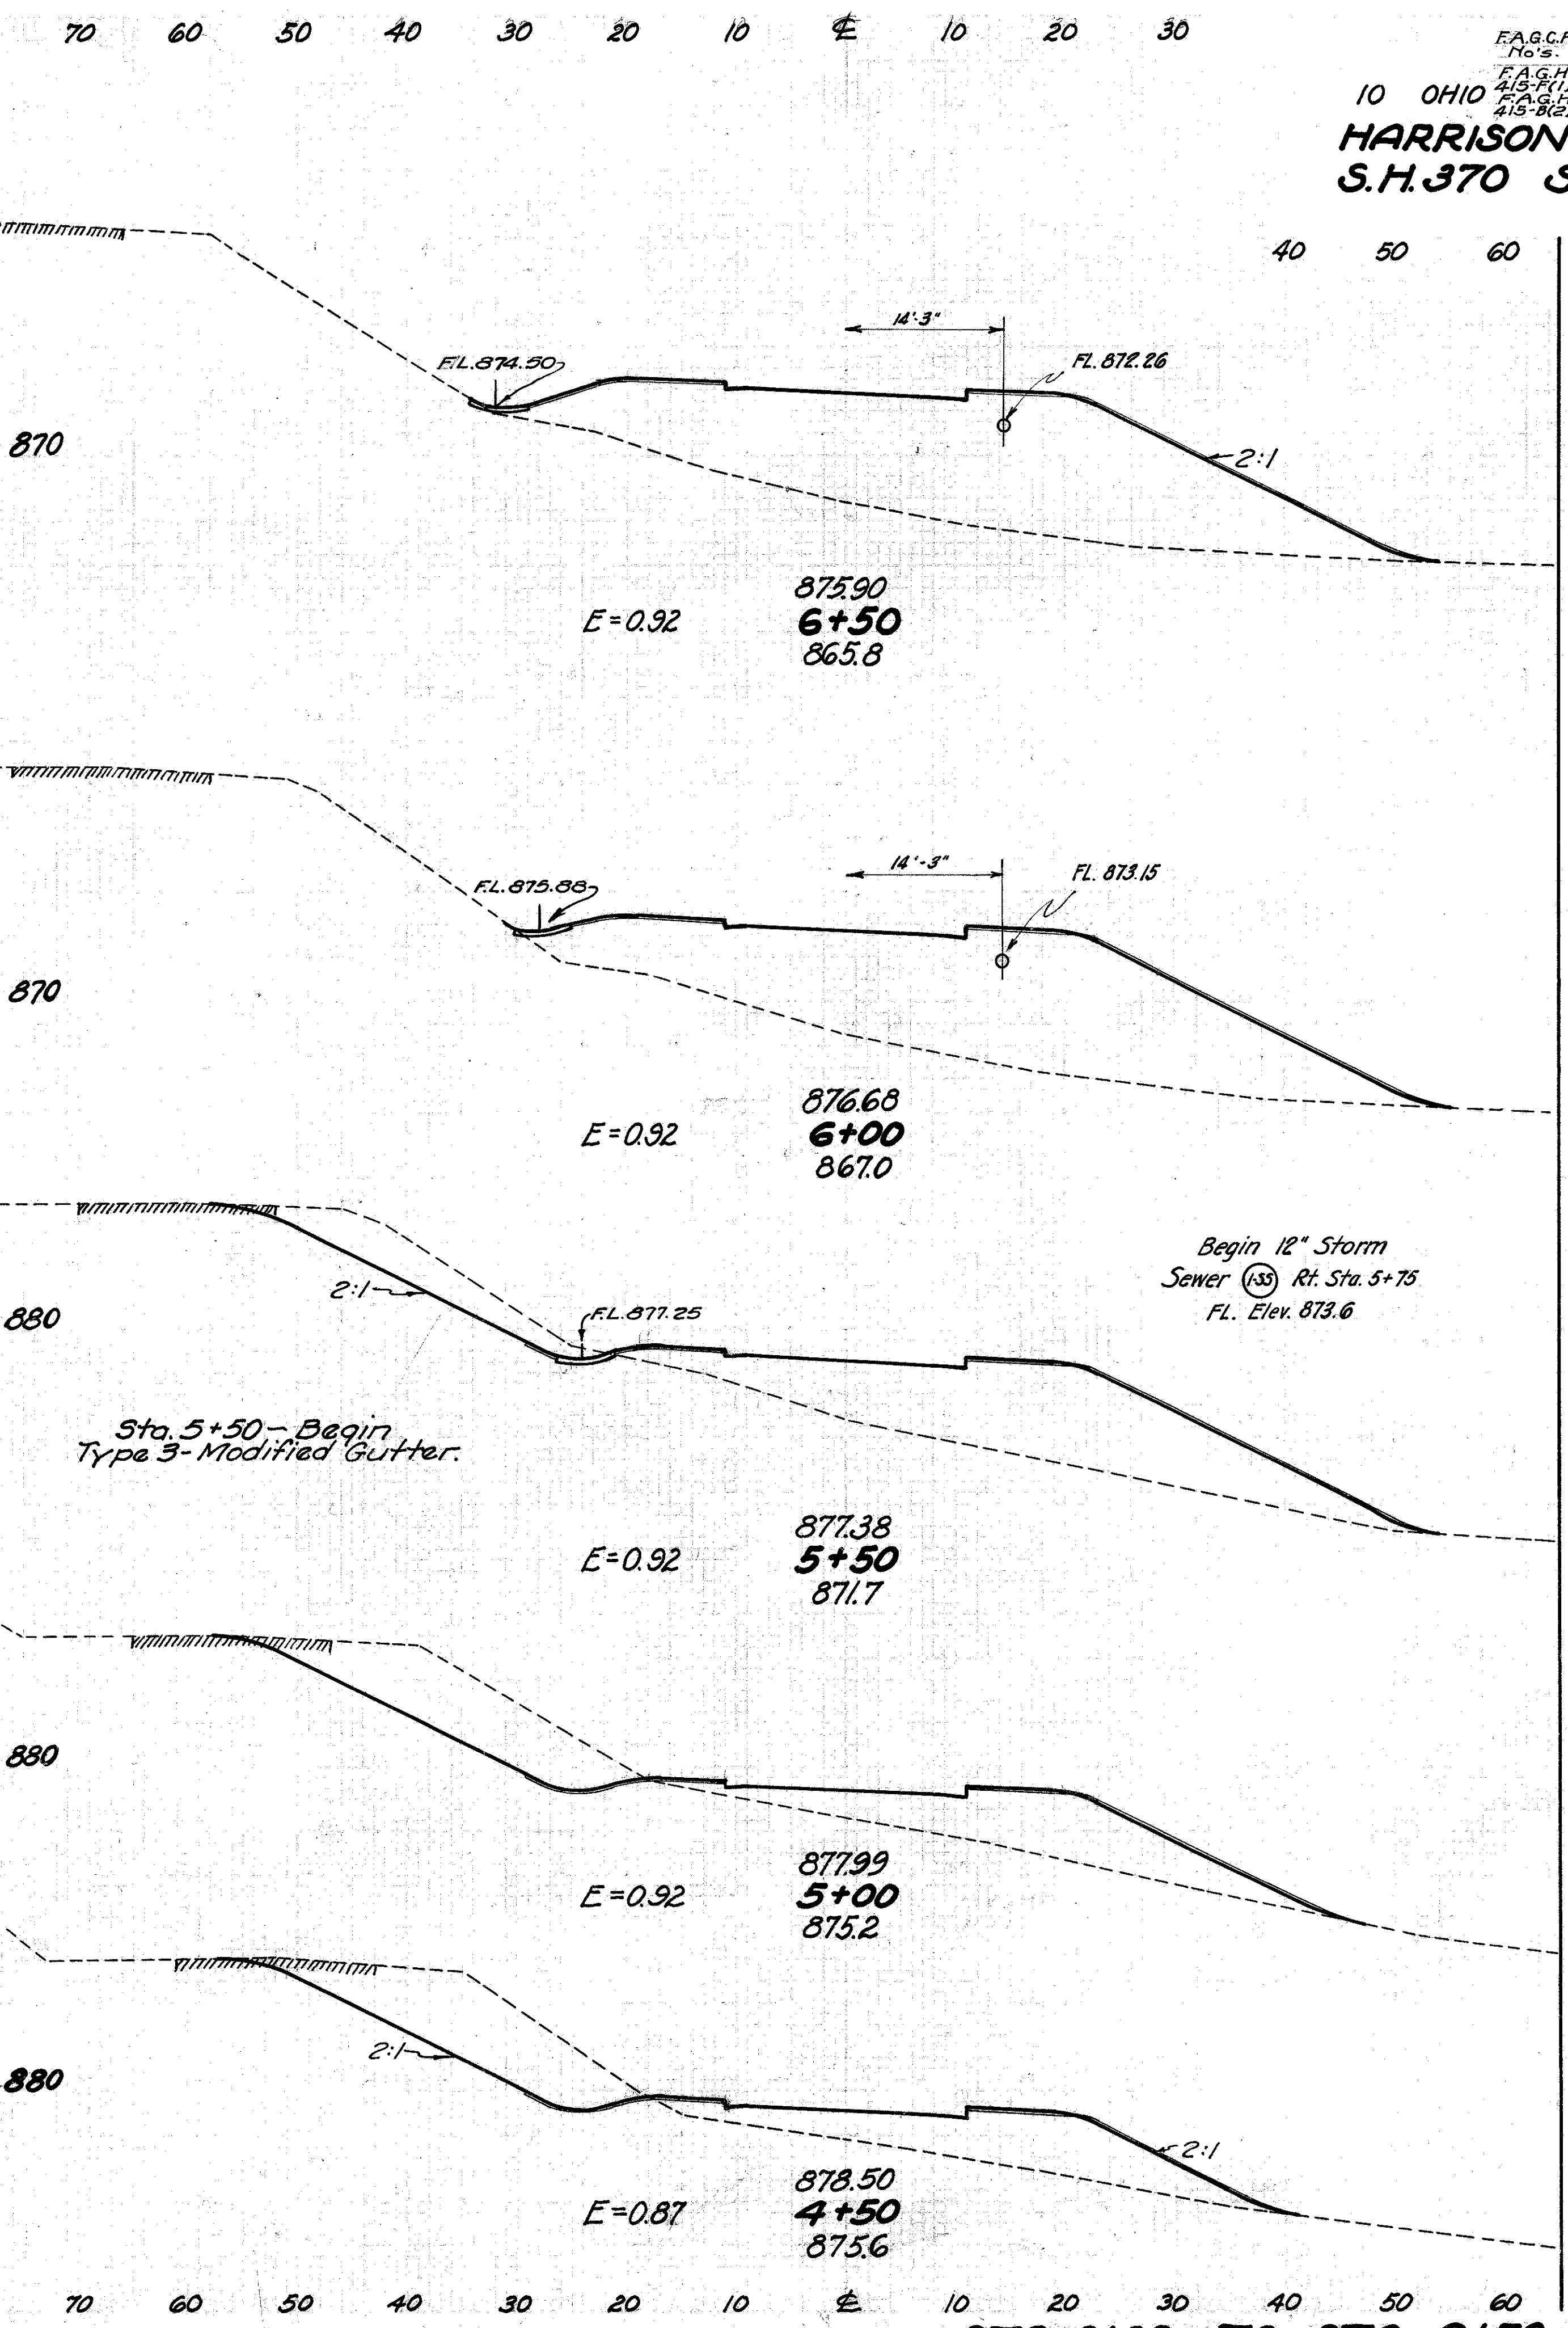 70 60 50 40 30 20 10 ℄ 10 20 30
F.A.G.C.
No's.
F.A.G.H
415-F(1)
10 OHIO F.A.G.H
415-B(2)
HARRISON
S.H.370 S
40 50 60
14'-3"
F.L.874.50
FL. 872.26
870
2:1
875.90
E=0.92 6+50
865.8
14'-3"
F.L.875.88
FL. 873.15
870
876.68
E=0.92 6+00
867.0
Begin 12" Storm
Sewer 1-35 Rt. Sta. 5+75
FL. Elev. 873.6
2:1
880
F.L.877.25
Sta. 5+50 - Begin
Type 3- Modified Gutter.
877.38
E=0.92 5+50
871.7
880
877.99
E=0.92 5+00
875.2
2:1
880
2:1
878.50
E=0.87 4+50
875.6
70 60 50 40 30 20 10 ℄ 10 20 30 40 50 60